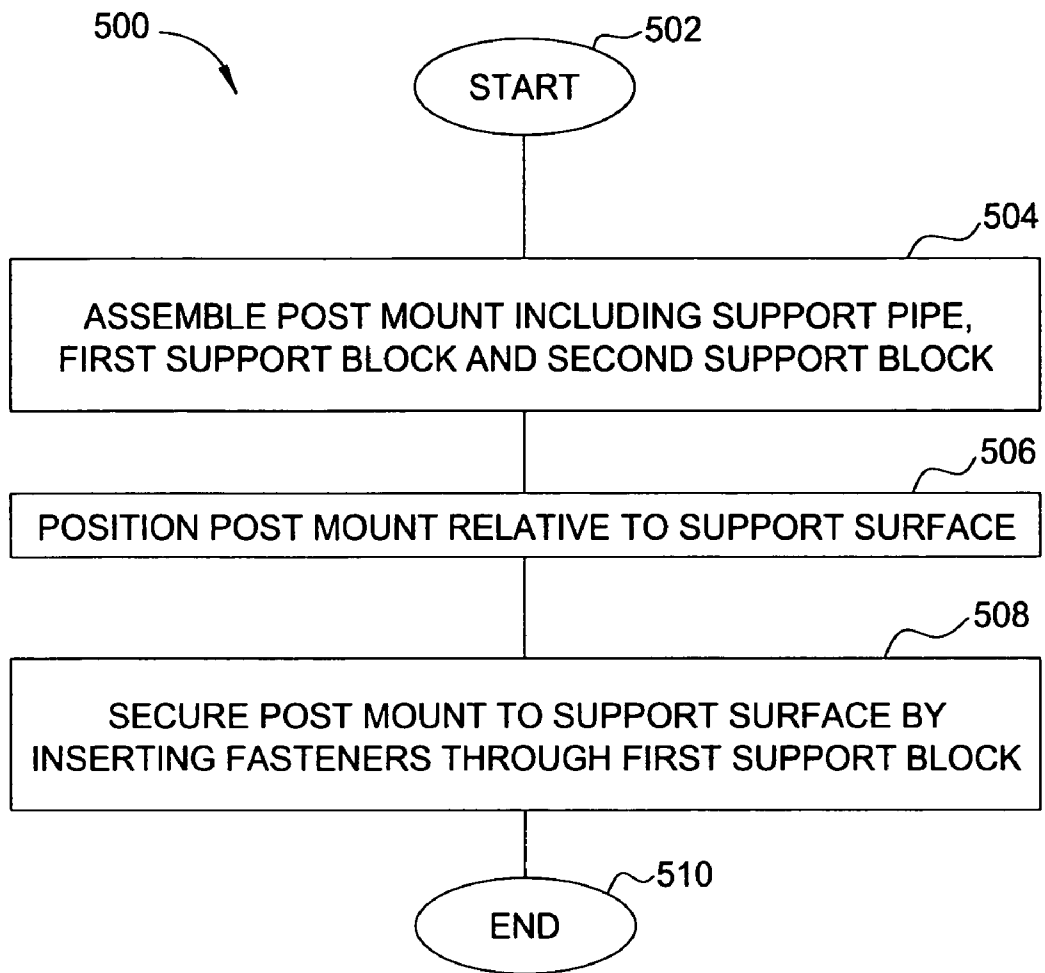 500
502
START
504
ASSEMBLE POST MOUNT INCLUDING SUPPORT PIPE,
FIRST SUPPORT BLOCK AND SECOND SUPPORT BLOCK
506
POSITION POST MOUNT RELATIVE TO SUPPORT SURFACE
508
SECURE POST MOUNT TO SUPPORT SURFACE BY
INSERTING FASTENERS THROUGH FIRST SUPPORT BLOCK
510
END